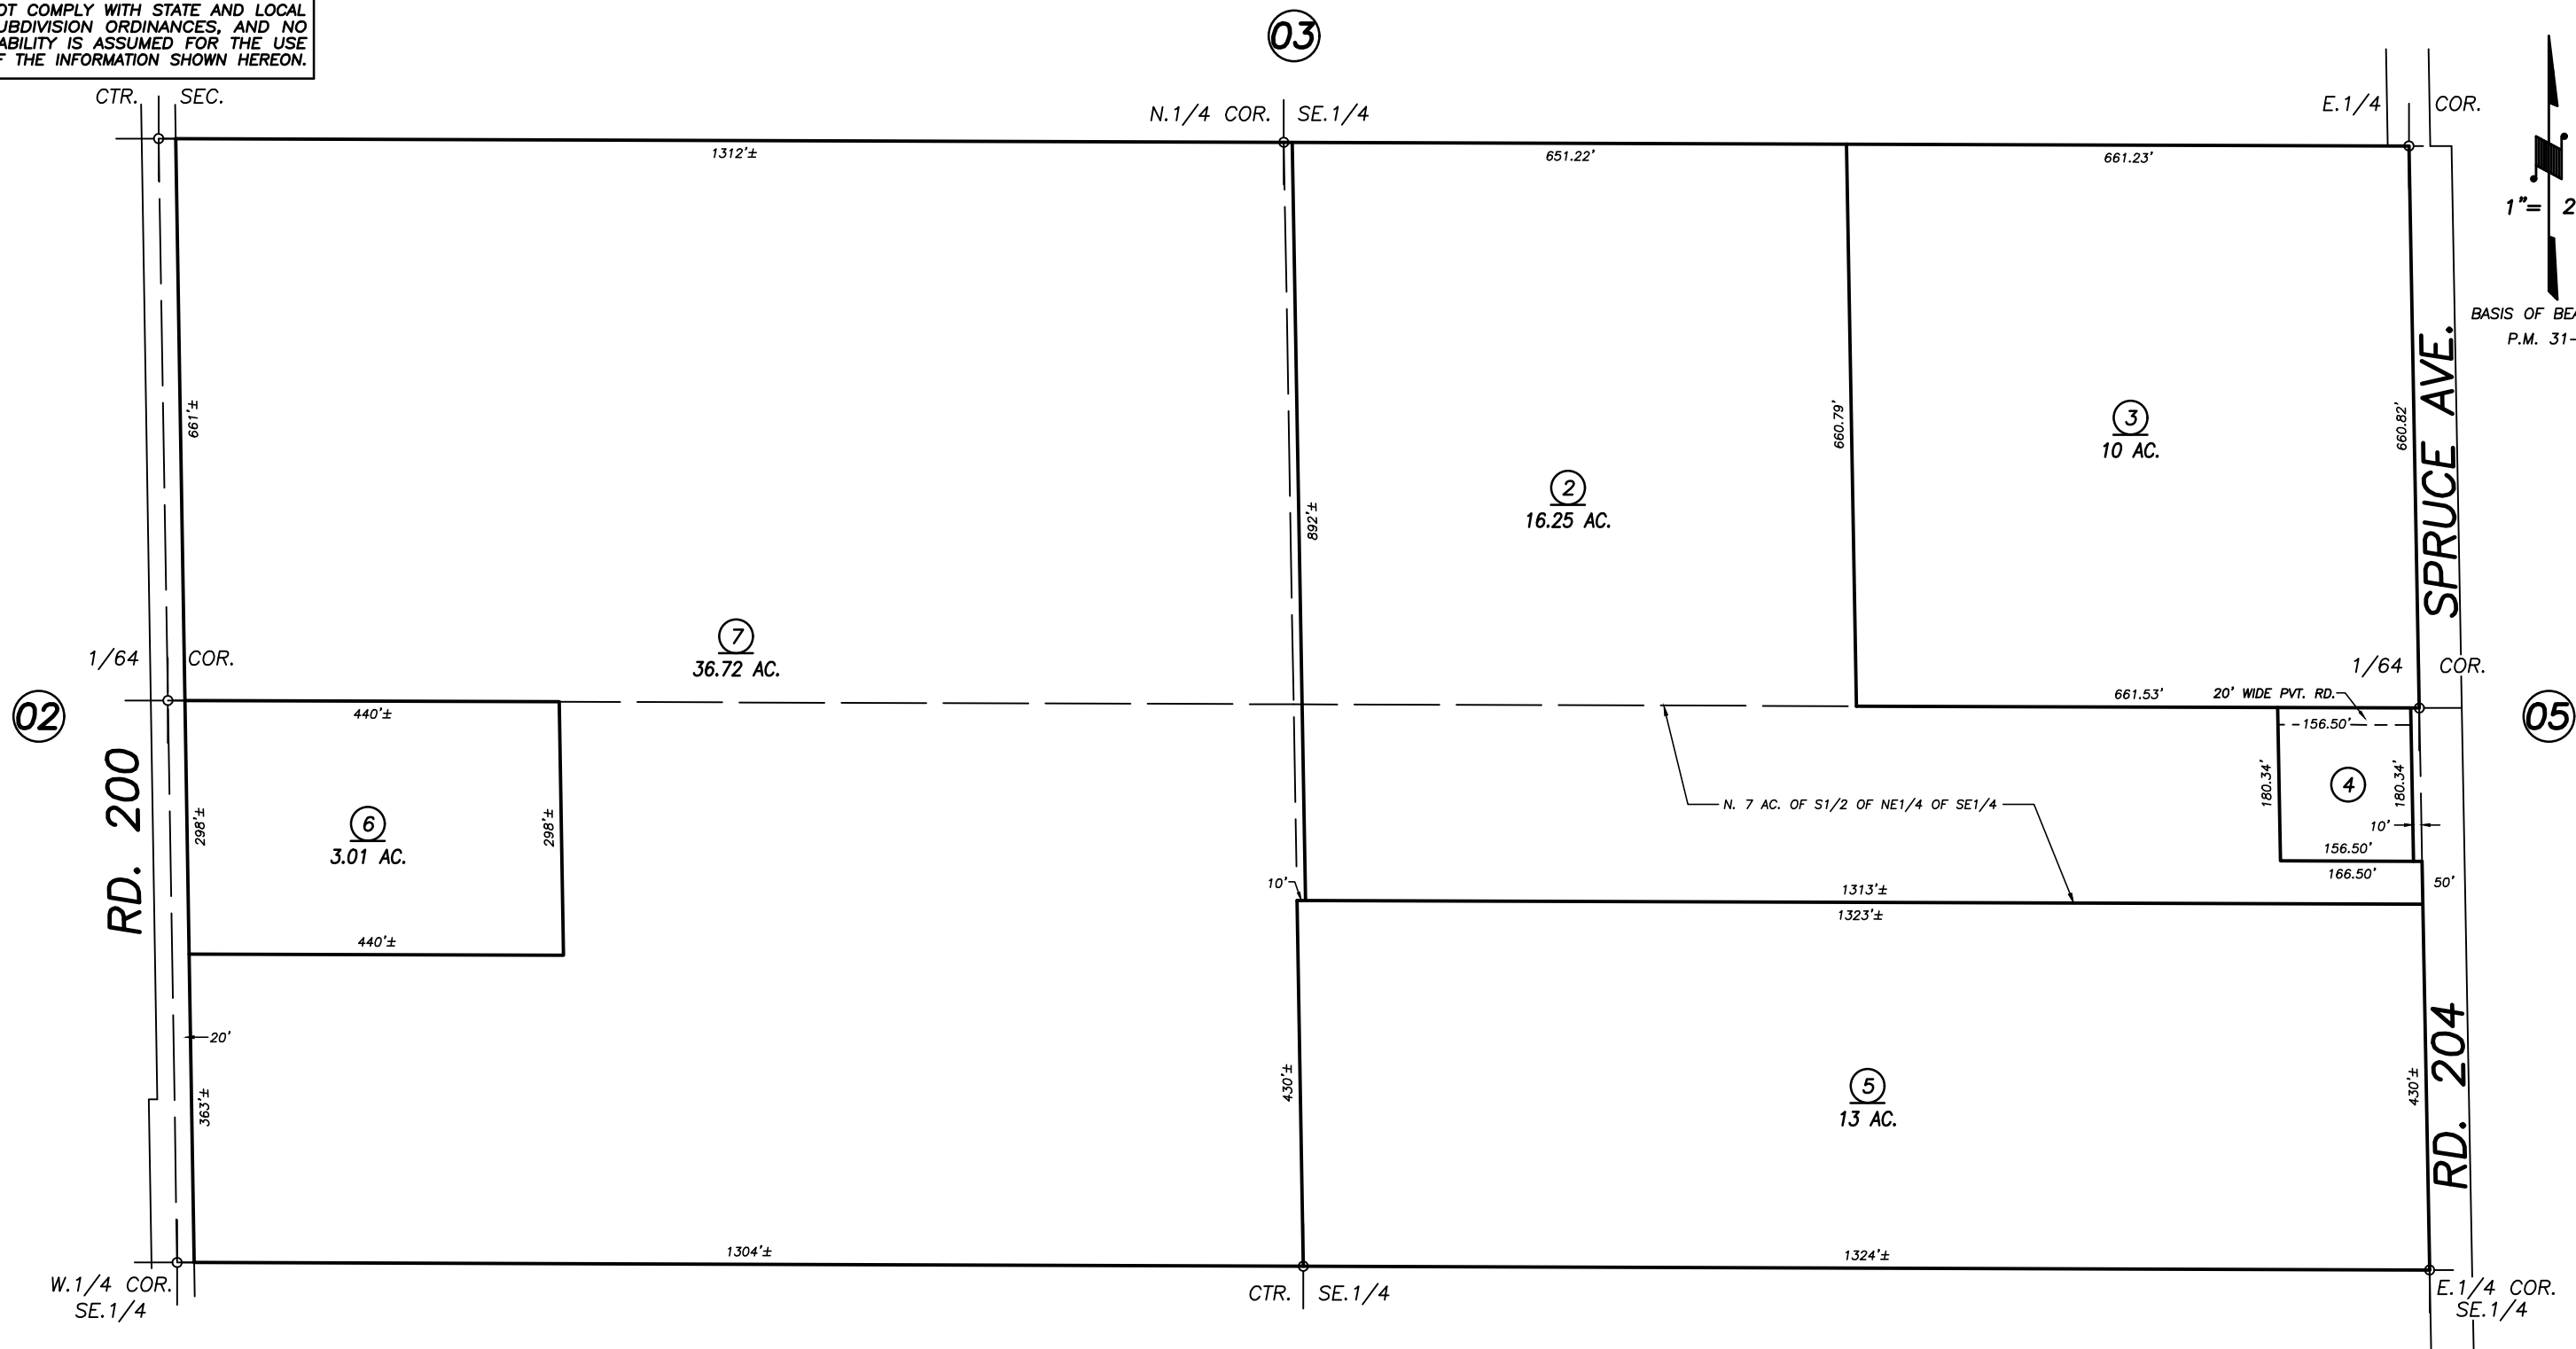 NOT COMPLY WITH STATE AND LOCAL
SUBDIVISION ORDINANCES, AND NO
LIABILITY IS ASSUMED FOR THE USE
OF THE INFORMATION SHOWN HEREON.
03
CTR. SEC.
N.1/4 COR. SE.1/4
E.1/4 COR.
1312'±
651.22'
661.23'
1"= 2
BASIS OF BEA
P.M. 31-
SPRUCE AVE.
661'±
892'±
660.79'
660.82'
3
10 AC.
2
16.25 AC.
7
36.72 AC.
1/64 COR.
1/64 COR.
02
05
440'±
661.53'
20' WIDE PVT. RD.
156.50'
RD. 200
298'±
298'±
6
3.01 AC.
180.34'
4
180.34'
N. 7 AC. OF S1/2 OF NE1/4 OF SE1/4
10'
156.50'
166.50'
50'
10'
1313'±
1323'±
440'±
20'
363'±
430'±
5
13 AC.
430'±
RD. 204
1304'±
1324'±
W.1/4 COR.
SE.1/4
CTR. SE.1/4
E.1/4 COR.
SE.1/4